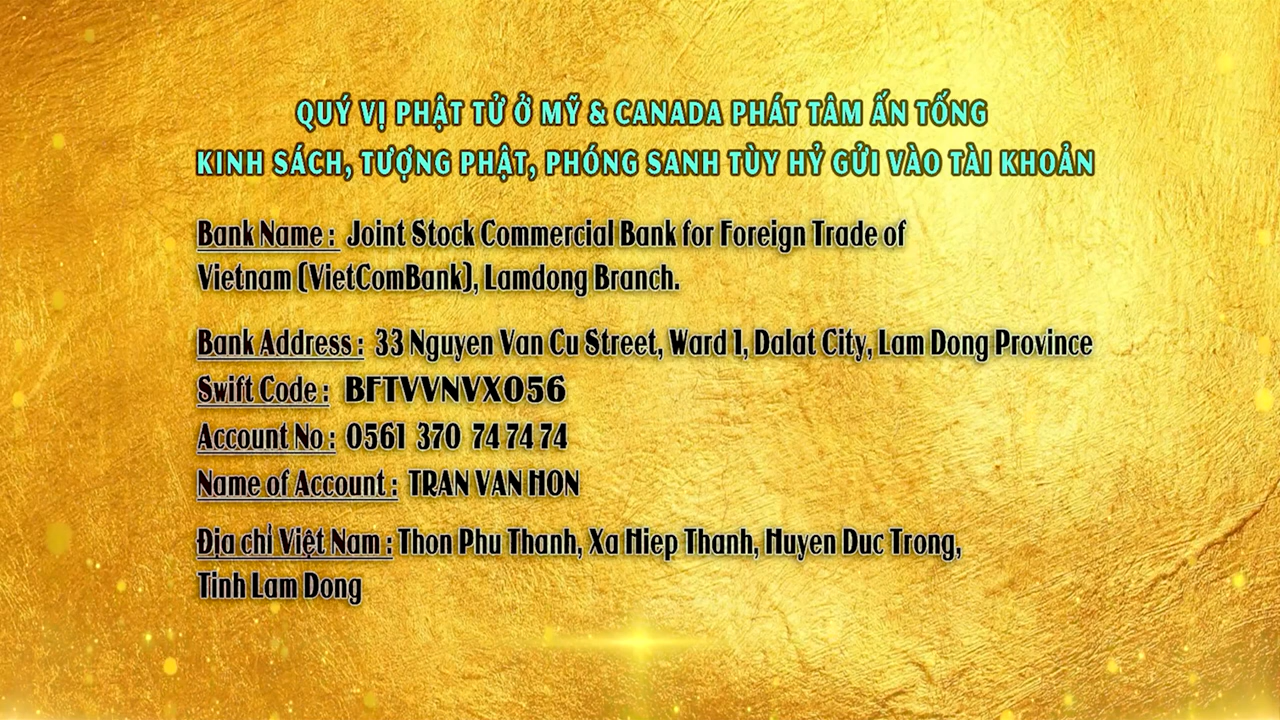 QUÝ VỊ PHẬT TỬ Ở MỸ & CANADA PHÁT TÂM ẤN TỐNG
KINH SÁCH, TƯỢNG PHẬT, PHÓNG SANH TÙY HỶ GỬI VÀO TÀI KHOẢN
Bank Name : Joint Stock Commercial Bank for Foreign Trade of
Vietnam (VietComBank), Lamdong Branch.
Bank Address : 33 Nguyen Van Cu Street, Ward 1, Dalat City, Lam Dong Province
Swift Code : BFTVVNVX056
Account No : 0561 370 74 74 74
Name of Account : TRAN VAN HON
Địa chỉ Việt Nam : Thon Phu Thanh, Xa Hiep Thanh, Huyen Duc Trong,
Tinh Lam Dong